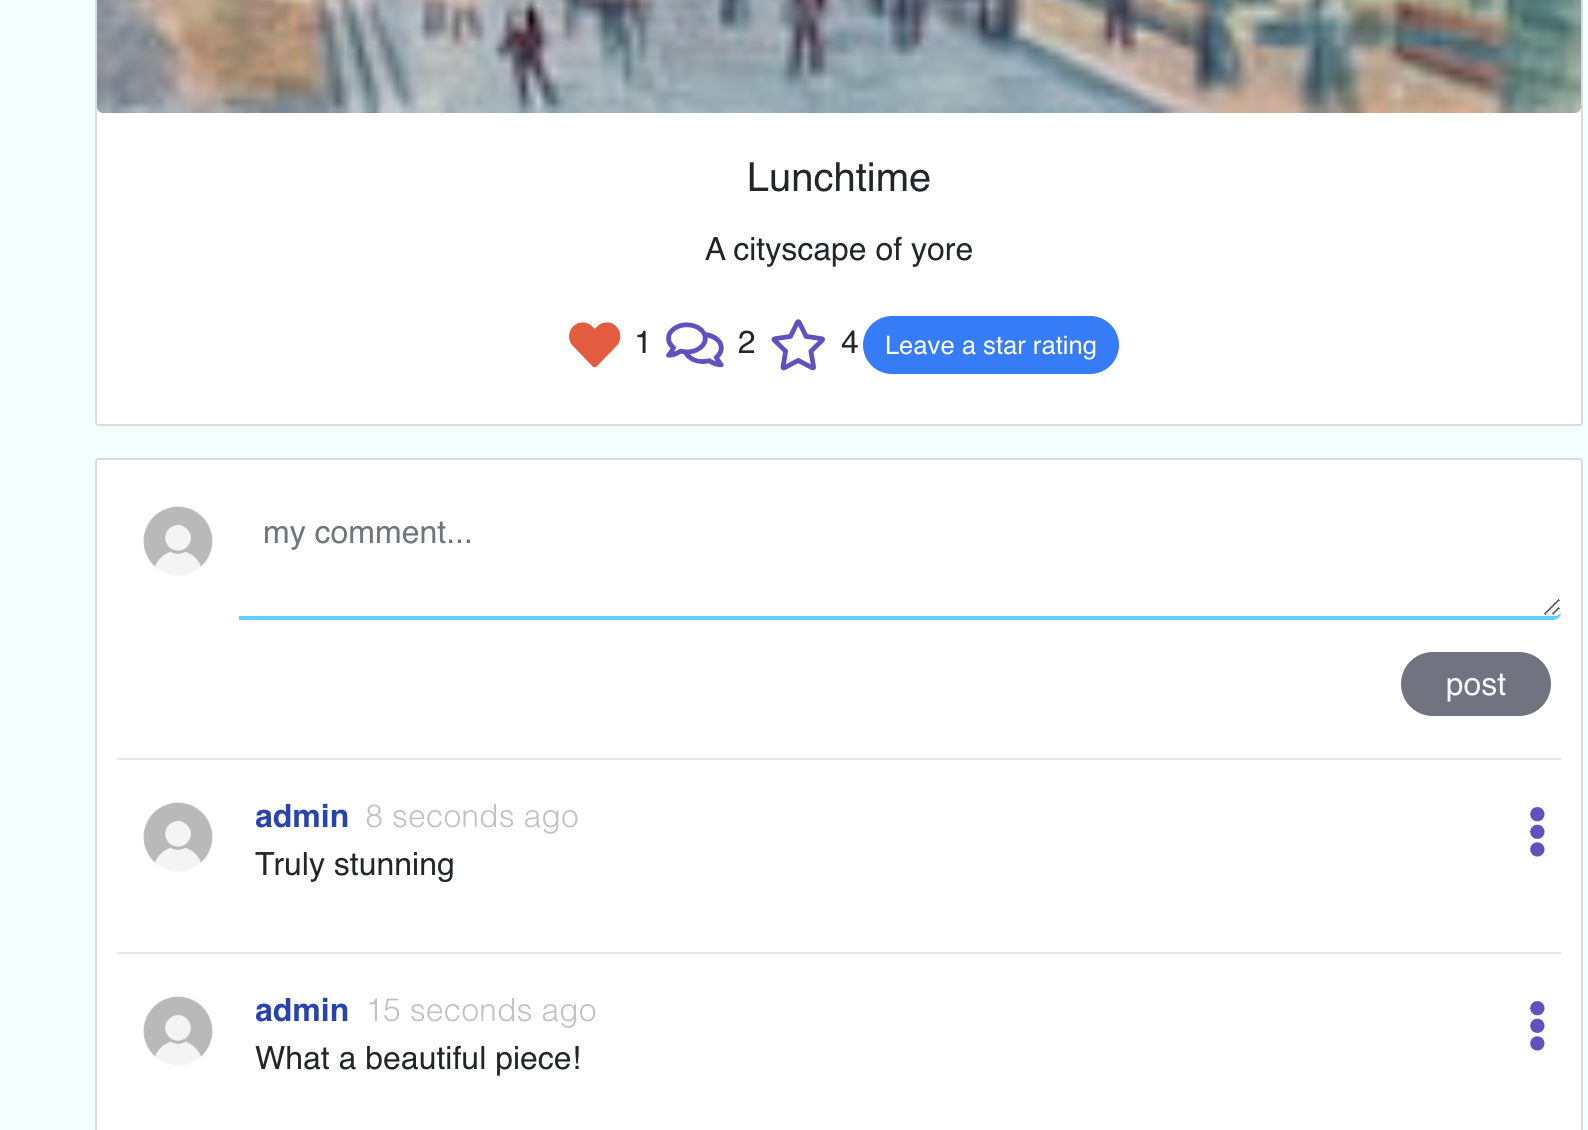 Lunchtime
A cityscape of yore
1 2 4 Leave a star rating
my comment...
post
admin 8 seconds ago
Truly stunning
admin 15 seconds ago
What a beautiful piece!